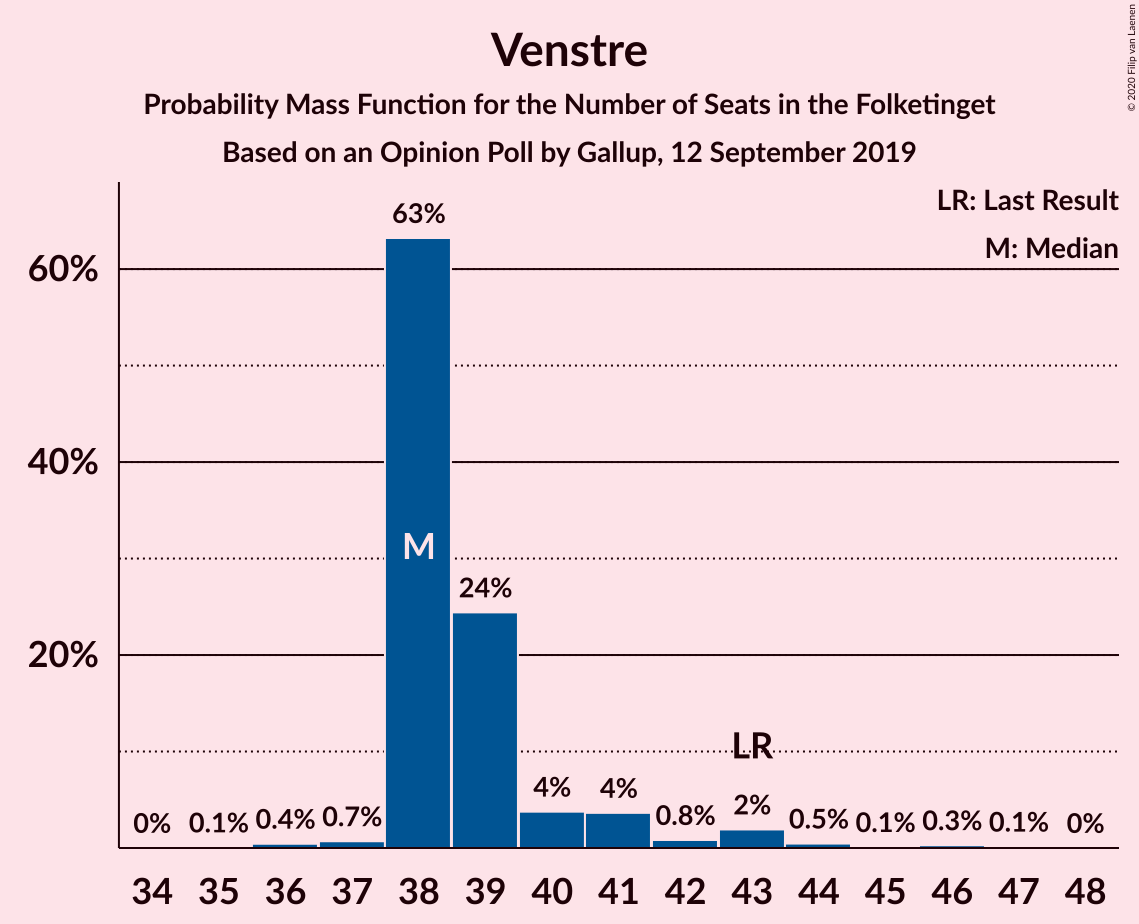 Venstre
Probability Mass Function for the Number of Seats in the Folketinget
Based on an Opinion Poll by Gallup, 12 September 2019
© 2020 Filip van Laenen
LR: Last Result
M: Median
60%
40%
20%
63%
M
24%
LR
0% 0.1% 0.4% 0.7% 4% 4% 0.8% 2% 0.5% 0.1% 0.3% 0.1% 0%
34 35 36 37 38 39 40 41 42 43 44 45 46 47 48